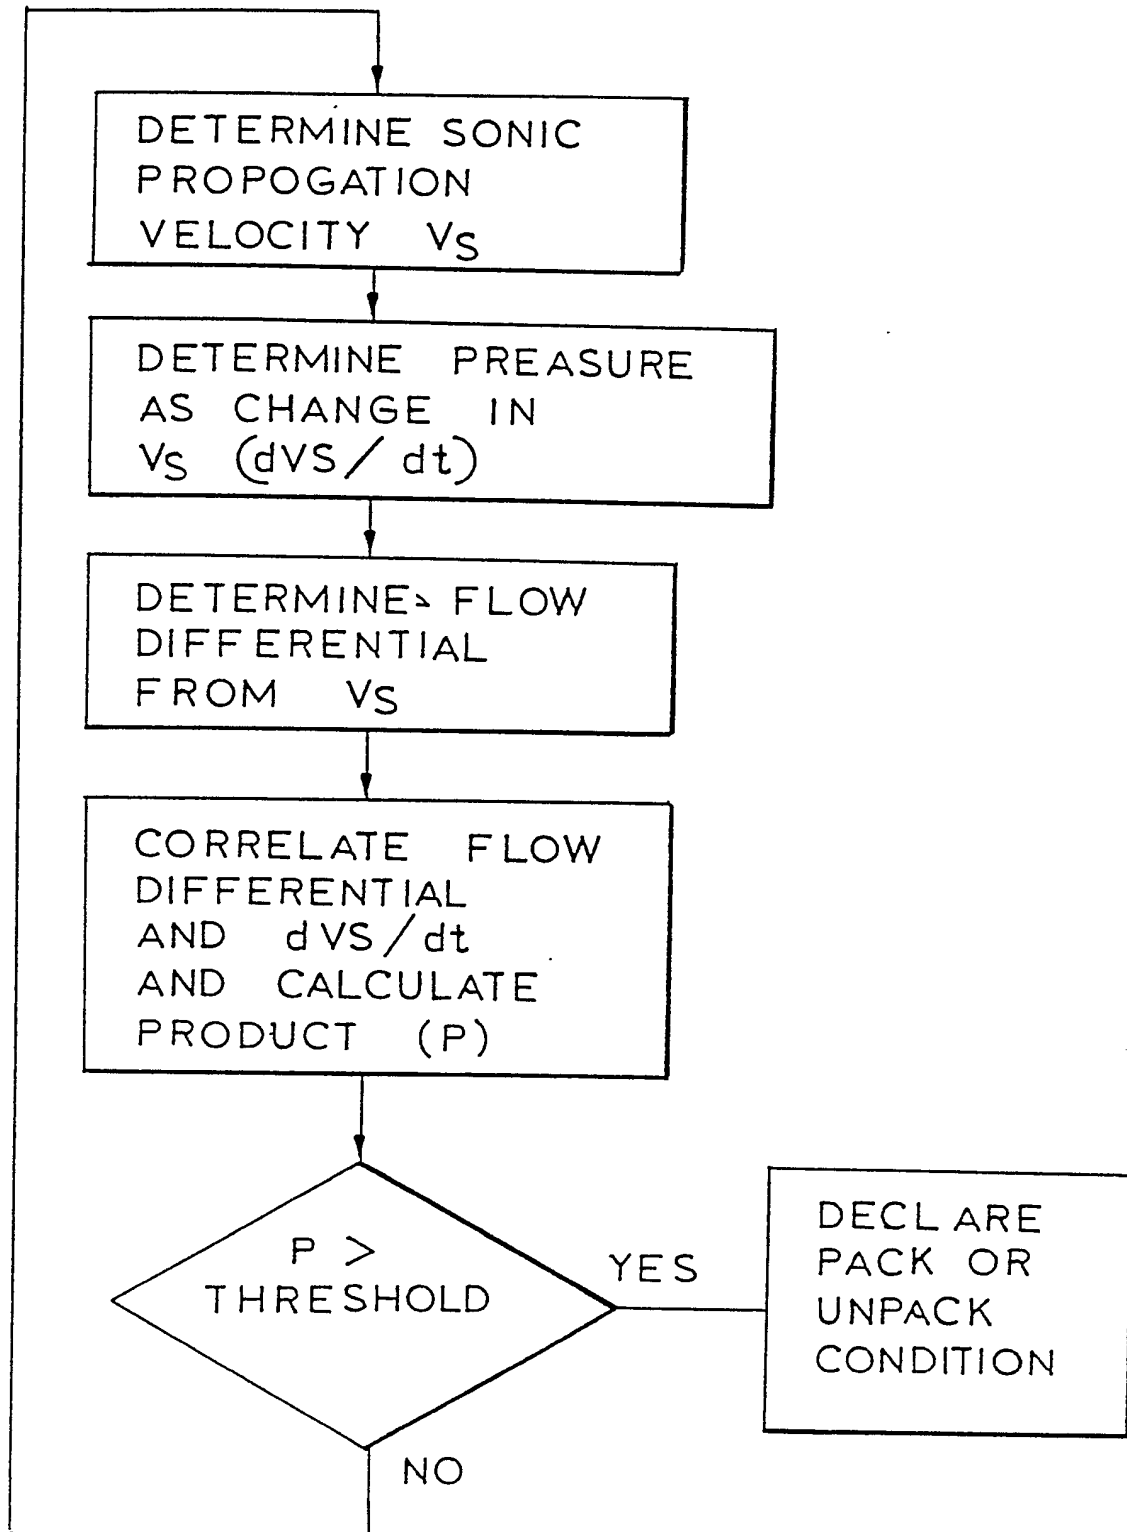 DETERMINE SONIC
PROPOGATION
VELOCITY VS
DETERMINE PREASURE
AS CHANGE IN
VS (dVS/dt)
DETERMINE FLOW
DIFFERENTIAL
FROM VS
CORRELATE FLOW
DIFFERENTIAL
AND dVS/dt
AND CALCULATE
PRODUCT (P)
P >
THRESHOLD
YES
DECLARE
PACK OR
UNPACK
CONDITION
NO